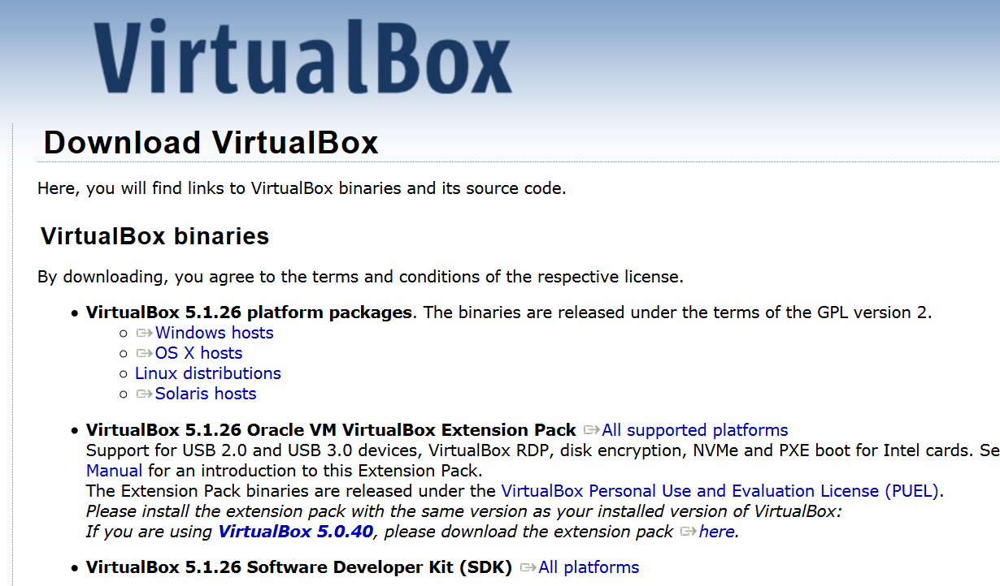 VirtualBox
Download VirtualBox
Here, you will find links to VirtualBox binaries and its source code.
VirtualBox binaries
By downloading, you agree to the terms and conditions of the respective license.
VirtualBox 5.1.26 platform packages. The binaries are released under the terms of the GPL version 2.
Windows hosts
OS X hosts
Linux distributions
Solaris hosts
VirtualBox 5.1.26 Oracle VM VirtualBox Extension Pack All supported platforms
Support for USB 2.0 and USB 3.0 devices, VirtualBox RDP, disk encryption, NVMe and PXE boot for Intel cards. Se
Manual for an introduction to this Extension Pack.
The Extension Pack binaries are released under the VirtualBox Personal Use and Evaluation License (PUEL).
Please install the extension pack with the same version as your installed version of VirtualBox:
If you are using VirtualBox 5.0.40, please download the extension pack here.
VirtualBox 5.1.26 Software Developer Kit (SDK) All platforms